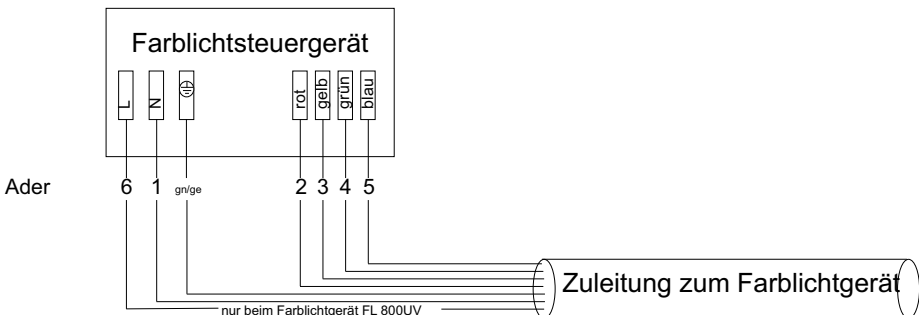 Farblichtsteuergerät
L N rot gelb grün blau
Ader 6 1 gn/ge 2 3 4 5
Zuleitung zum Farblichtgerät
nur beim Farblichtgerät FL 800UV